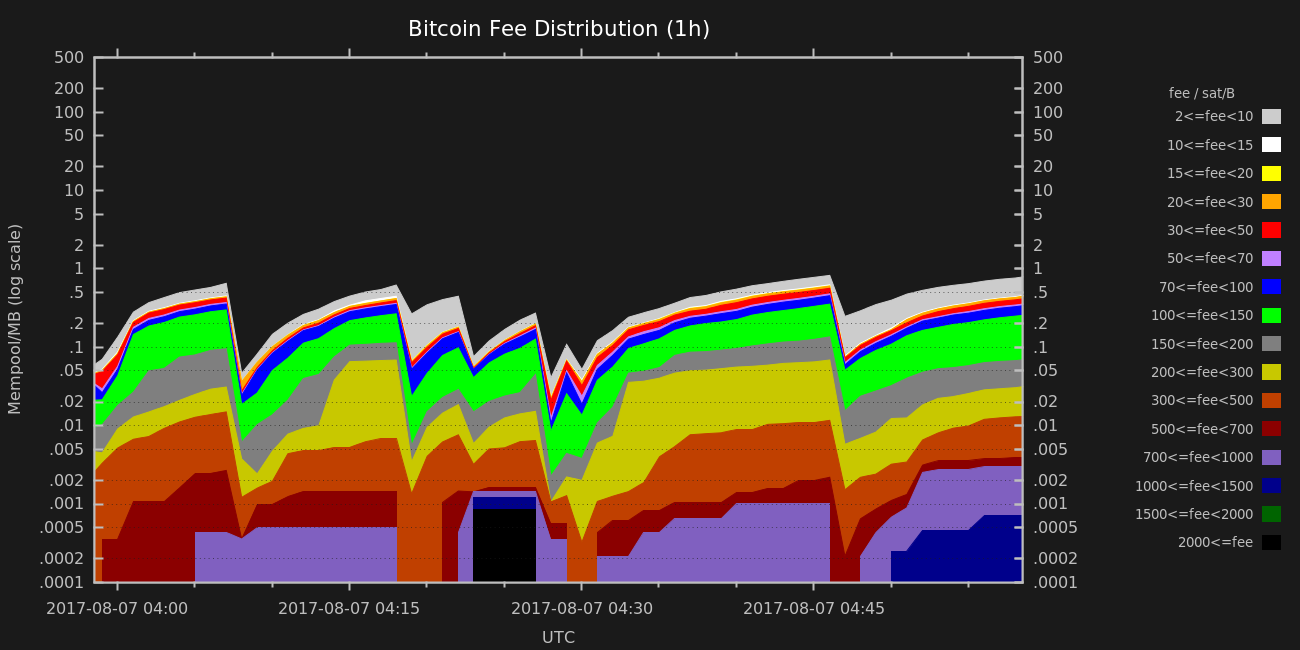 Bitcoin Fee Distribution (1h)
Mempool/MB (log scale)
500
200
100
50
20
10
5
2
1
.5
.2
.1
.05
.02
.01
.005
.002
.001
.0005
.0002
.0001
500
200
100
50
20
10
5
2
1
.5
.2
.1
.05
.02
.01
.005
.002
.001
.0005
.0002
.0001
2017-08-07 04:00
2017-08-07 04:15
2017-08-07 04:30
2017-08-07 04:45
UTC
fee / sat/B
2<=fee<10
10<=fee<15
15<=fee<20
20<=fee<30
30<=fee<50
50<=fee<70
70<=fee<100
100<=fee<150
150<=fee<200
200<=fee<300
300<=fee<500
500<=fee<700
700<=fee<1000
1000<=fee<1500
1500<=fee<2000
2000<=fee